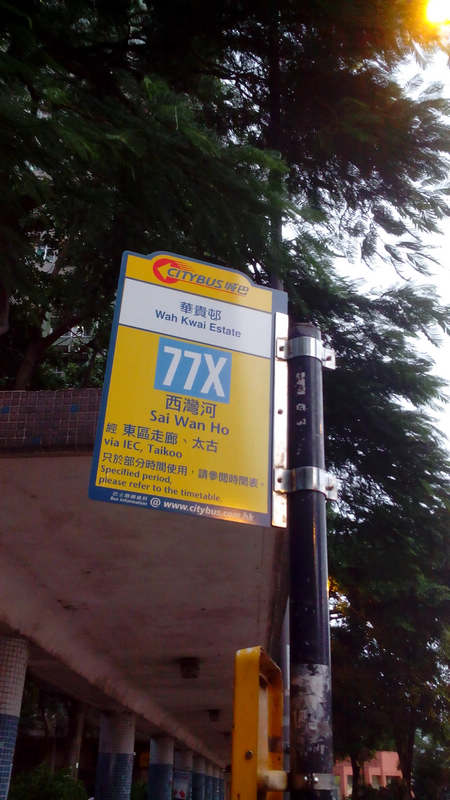 CITYBUS 城巴
華貴邨
Wah Kwai Estate
77X
西灣河
Sai Wan Ho
經 東區走廊、太古
via IEC, Taikoo
只於部分時間使用，請參閱時間表。
Specified period,
please refer to the timetable
Bus Information @ www.citybus.com.hk